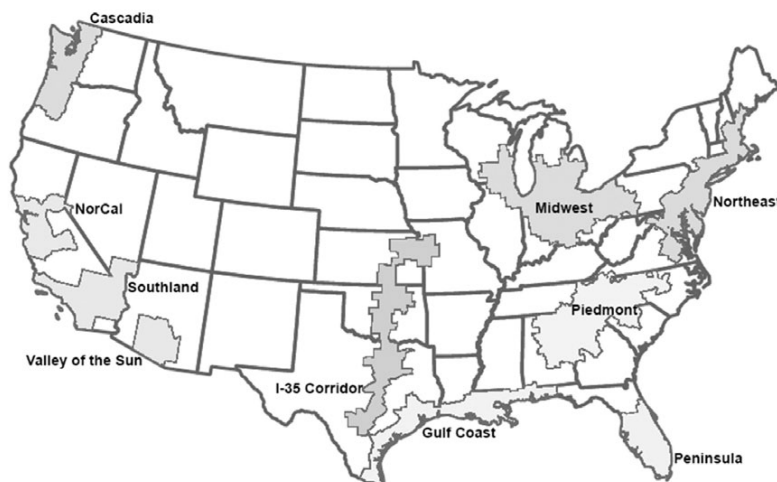 Cascadia
NorCal
Midwest
Northeast
Southland
Piedmont
Valley of the Sun
I-35 Corridor
Gulf Coast
Peninsula